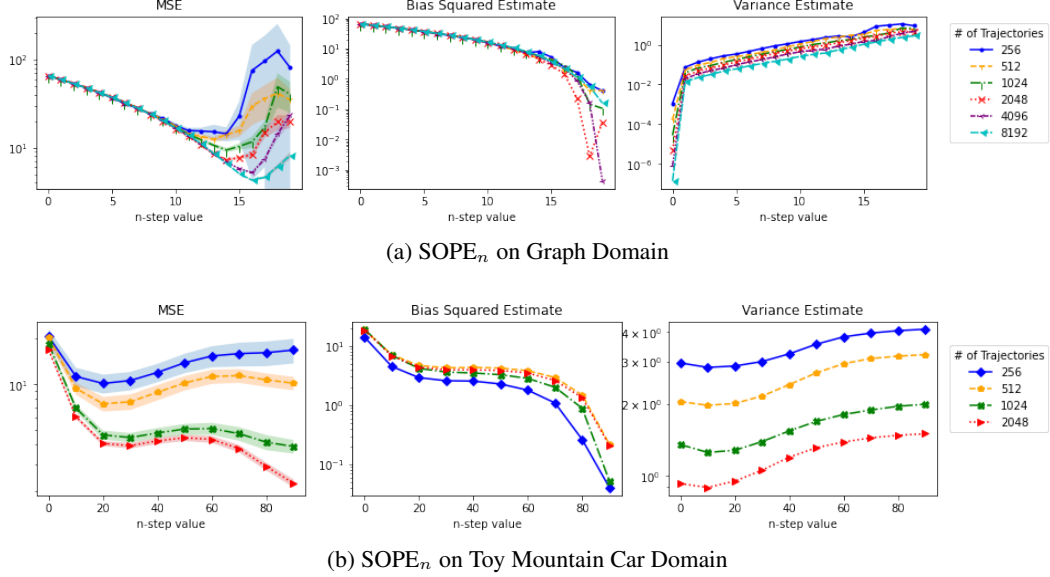 MSE
Bias Squared Estimate
Variance Estimate
10²
10¹
10²
10¹
10⁰
10⁻¹
10⁻²
10⁻³
10⁰
10⁻²
10⁻⁴
10⁻⁶
# of Trajectories
256
512
1024
2048
4096
8192
0 5 10 15
0 5 10 15
0 5 10 15
n-step value
n-step value
n-step value
(a) SOPEₙ on Graph Domain
MSE
Bias Squared Estimate
Variance Estimate
10¹
10¹
10⁰
10⁻¹
4 × 10⁰
3 × 10⁰
2 × 10⁰
10⁰
# of Trajectories
256
512
1024
2048
0 20 40 60 80
0 20 40 60 80
0 20 40 60 80
n-step value
n-step value
n-step value
(b) SOPEₙ on Toy Mountain Car Domain